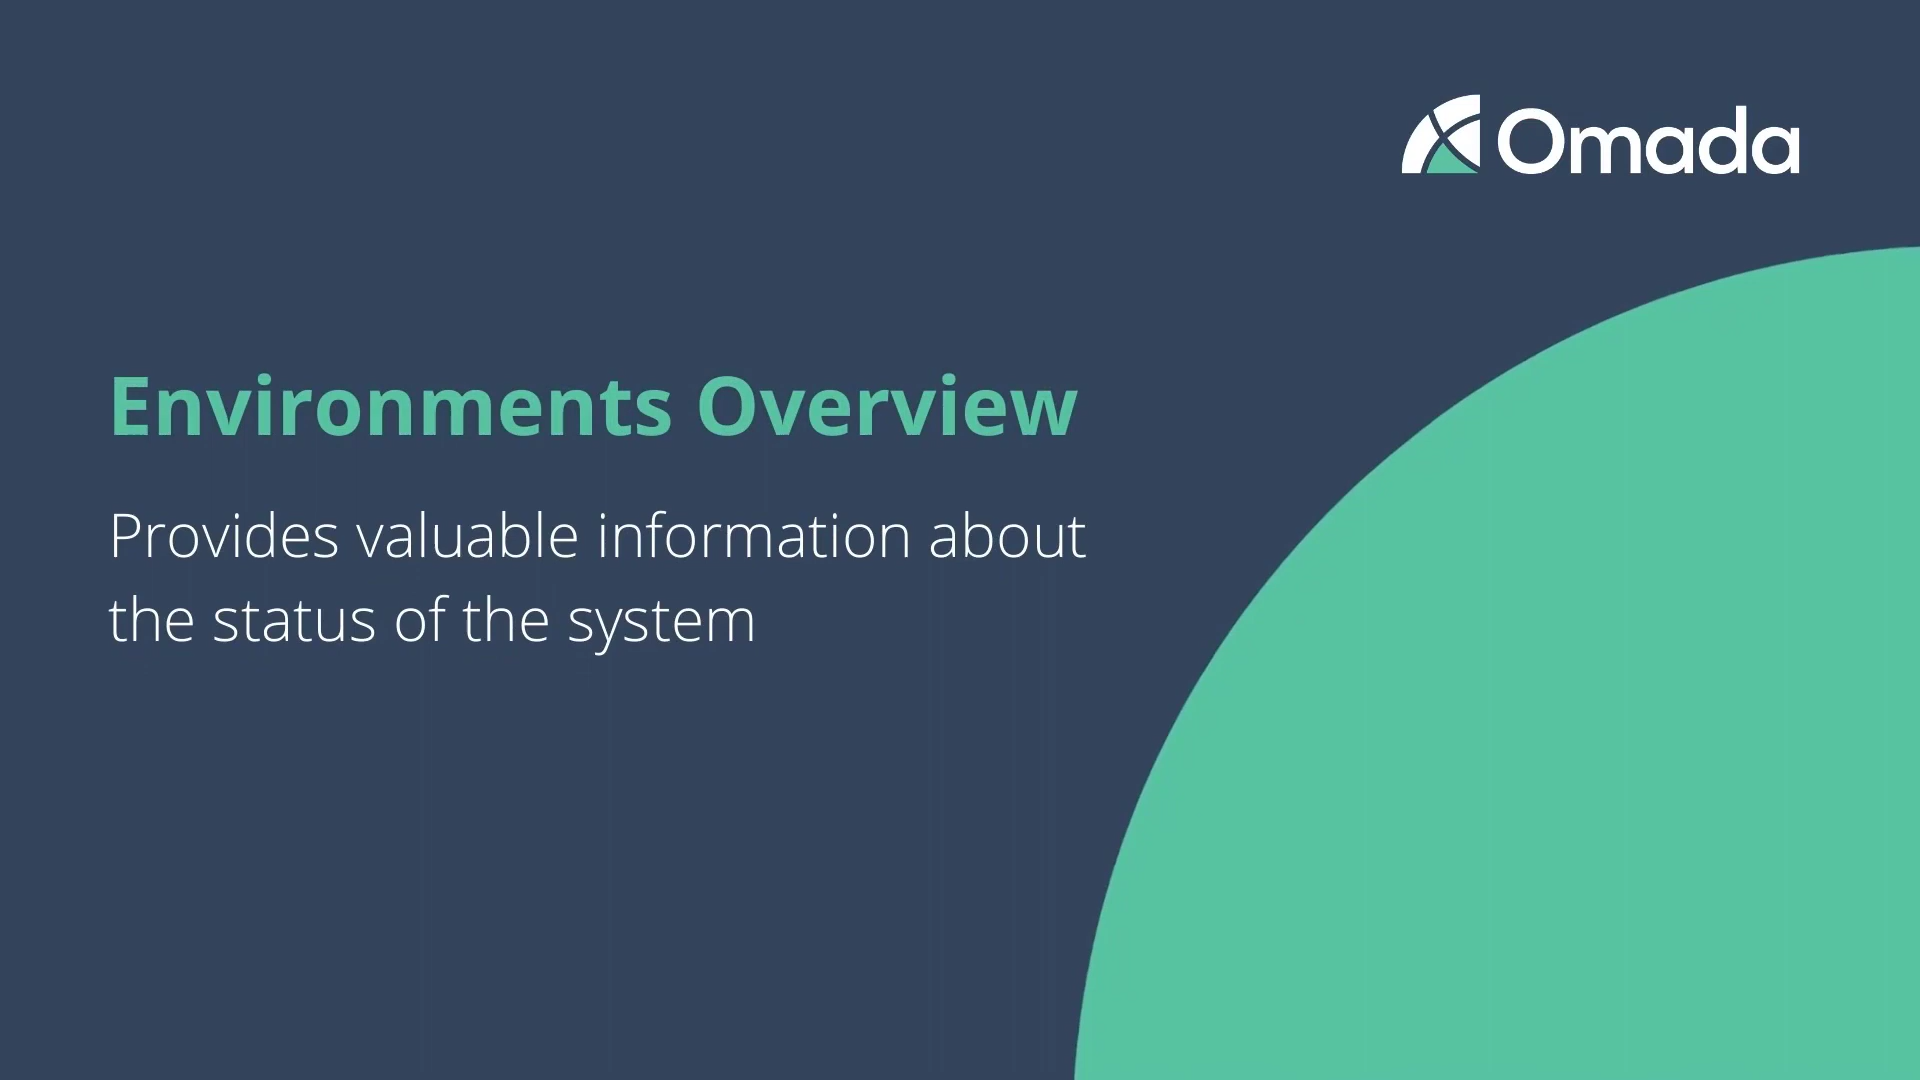 Omada
Environments Overview
Provides valuable information about
the status of the system